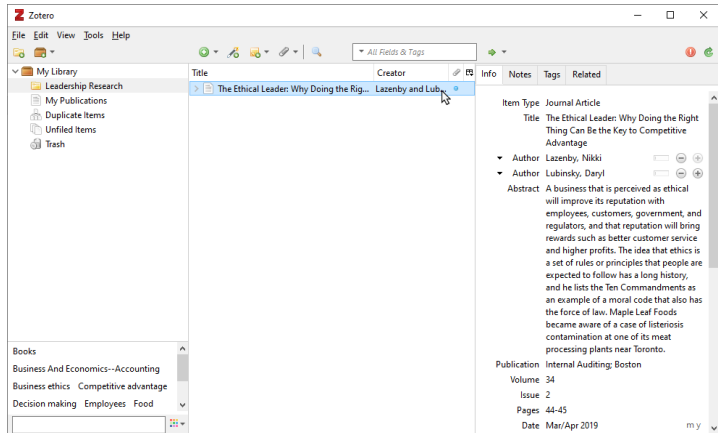 Zotero
File Edit View Tools Help
All Fields & Tags
My Library
Leadership Research
My Publications
Duplicate Items
Unfiled Items
Trash
Books
Business And Economics--Accounting
Business ethics Competitive advantage
Decision making Employees Food
Title Creator
The Ethical Leader: Why Doing the Rig... Lazenby and Lub...
Info Notes Tags Related
Item Type Journal Article
Title The Ethical Leader: Why Doing the Right
Thing Can Be the Key to Competitive
Advantage
Author Lazenby, Nikki
Author Lubinsky, Daryl
Abstract A business that is perceived as ethical
will improve its reputation with
employees, customers, government, and
regulators, and that reputation will bring
rewards such as better customer service
and higher profits. The idea that ethics is
a set of rules or principles that people are
expected to follow has a long history,
and he lists the Ten Commandments as
an example of a moral code that also has
the force of law. Maple Leaf Foods
became aware of a case of listeriosis
contamination at one of its meat
processing plants near Toronto.
Publication Internal Auditing; Boston
Volume 34
Issue 2
Pages 44-45
Date Mar/Apr 2019 m y